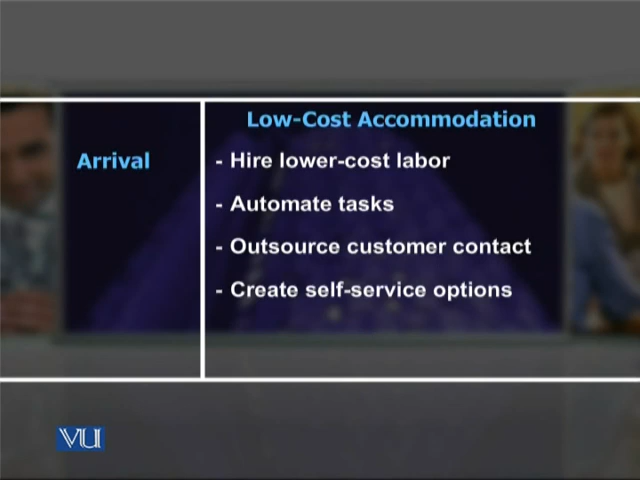 Low-Cost Accommodation
Arrival
- Hire lower-cost labor
- Automate tasks
- Outsource customer contact
- Create self-service options
VU